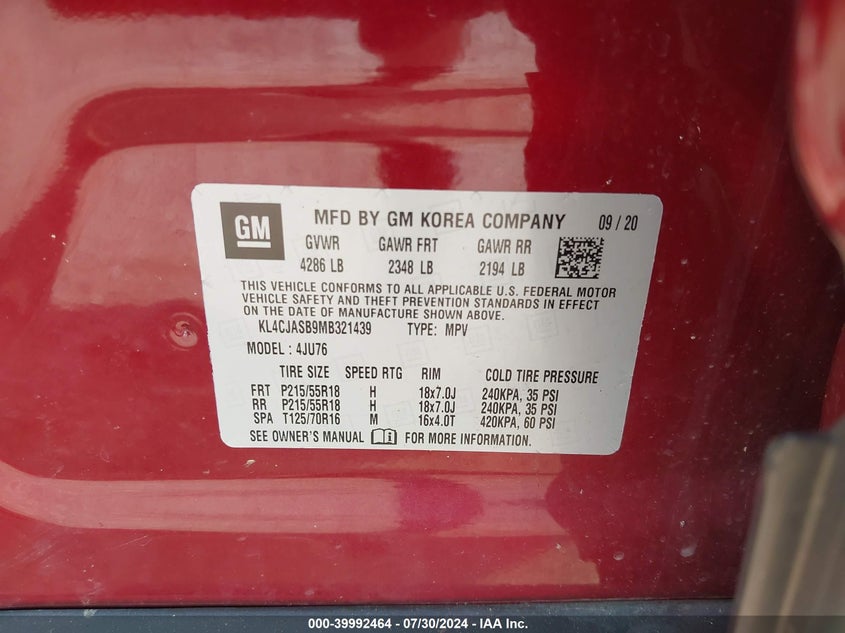 GM MFD BY GM KOREA COMPANY 09 / 20
GVWR GAWR FRT GAWR RR
4286 LB 2348 LB 2194 LB
THIS VEHICLE CONFORMS TO ALL APPLICABLE U.S. FEDERAL MOTOR
VEHICLE SAFETY AND THEFT PREVENTION STANDARDS IN EFFECT
ON THE DATE OF MANUFACTURE SHOWN ABOVE.
KL4CJASB9MB321439 TYPE: MPV
MODEL : 4JU76
TIRE SIZE SPEED RTG RIM COLD TIRE PRESSURE
FRT P215/55R18 H 18x7.0J 240KPA, 35 PSI
RR P215/55R18 H 18x7.0J 240KPA, 35 PSI
SPA T125/70R16 M 16x4.0T 420KPA, 60 PSI
SEE OWNER'S MANUAL FOR MORE INFORMATION.
000-39992464 - 07/30/2024 - IAAI Inc.